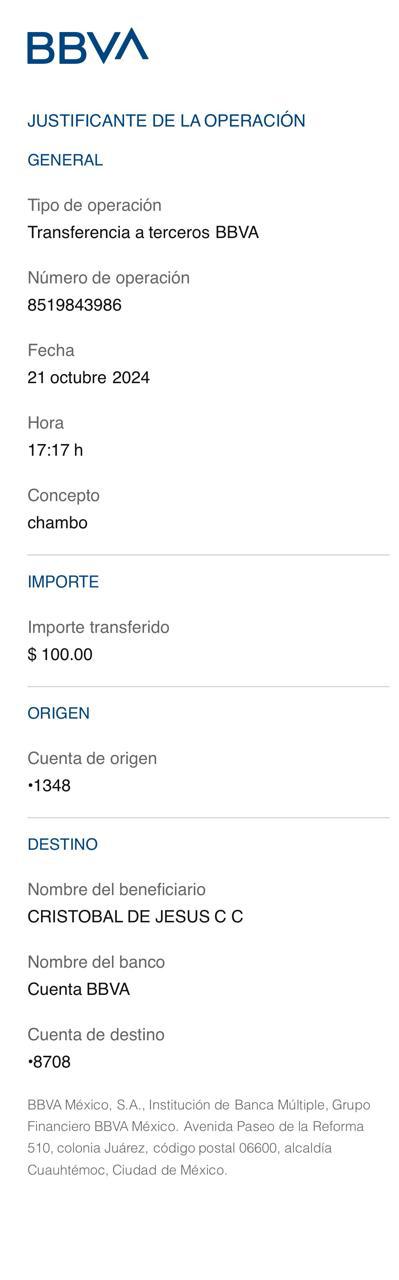 BBVA
JUSTIFICANTE DE LA OPERACIÓN
GENERAL
Tipo de operación
Transferencia a terceros BBVA
Número de operación
8519843986
Fecha
21 octubre 2024
Hora
17:17 h
Concepto
chambo
IMPORTE
Importe transferido
$ 100.00
ORIGEN
Cuenta de origen
•1348
DESTINO
Nombre del beneficiario
CRISTOBAL DE JESUS C C
Nombre del banco
Cuenta BBVA
Cuenta de destino
•8708
BBVA México, S.A., Institución de Banca Múltiple, Grupo
Financiero BBVA México. Avenida Paseo de la Reforma
510, colonia Juárez, código postal 06600, alcaldía
Cuauhtémoc, Ciudad de México.